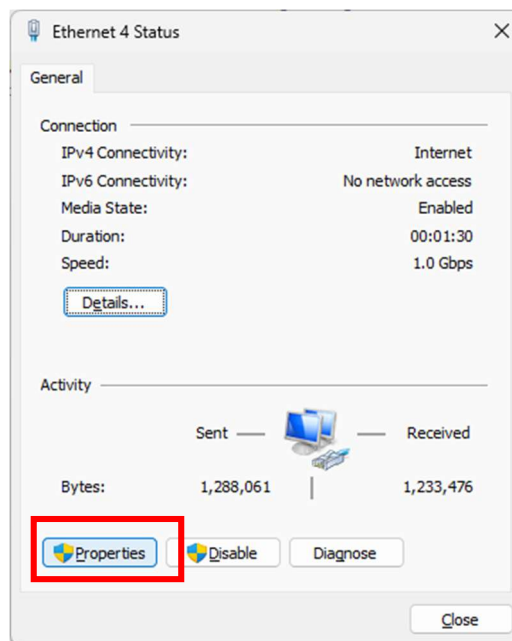 Ethernet 4 Status
General
Connection
IPv4 Connectivity: Internet
IPv6 Connectivity: No network access
Media State: Enabled
Duration: 00:01:30
Speed: 1.0 Gbps
Details...
Activity
Sent Received
Bytes: 1,288,061 1,233,476
Properties Disable Diagnose
Close